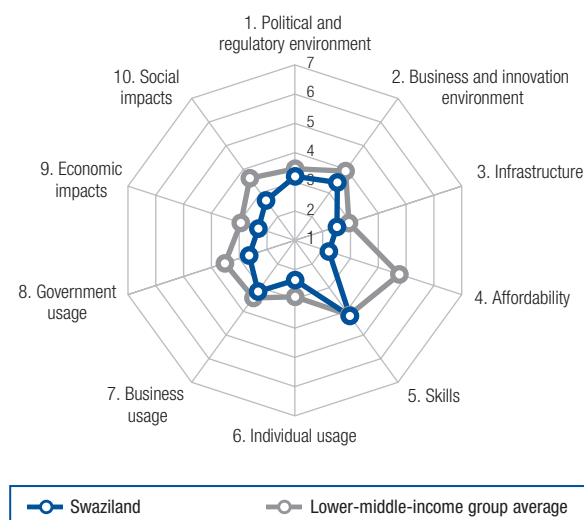 1. Political and
regulatory environment
2. Business and innovation
environment
3. Infrastructure
4. Affordability
5. Skills
6. Individual usage
7. Business
usage
8. Government
usage
9. Economic
impacts
10. Social
impacts
7
6
5
4
3
2
1
Swaziland
Lower-middle-income group average